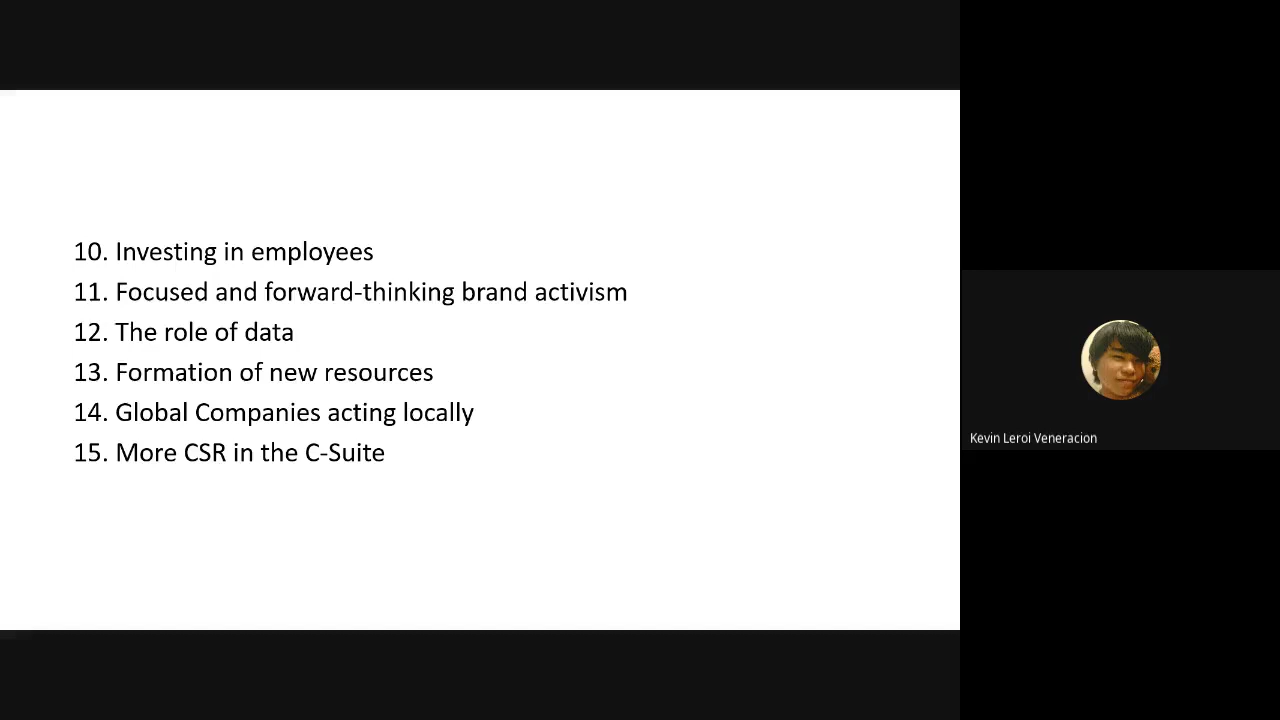 10. Investing in employees
11. Focused and forward-thinking brand activism
12. The role of data
13. Formation of new resources
14. Global Companies acting locally
15. More CSR in the C-Suite
Kevin Leroi Veneracion